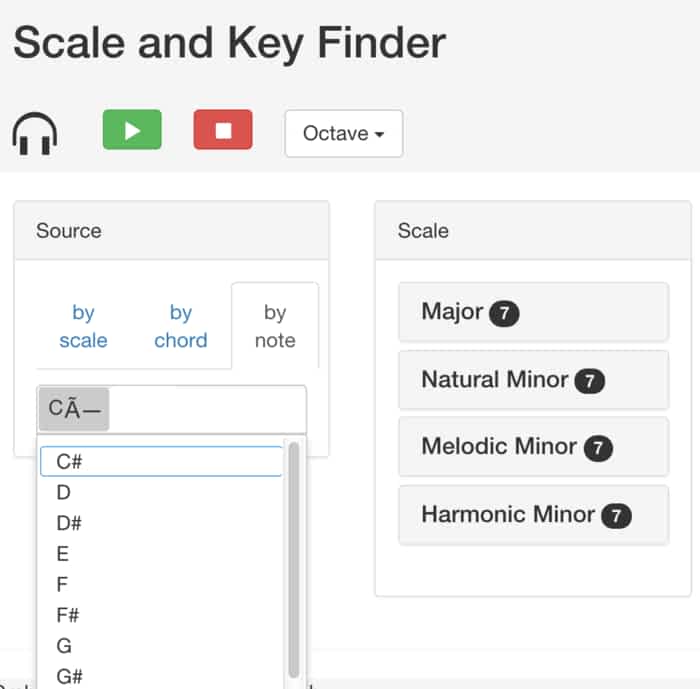 Scale and Key Finder
Octave
Source
by
scale
by
chord
by
note
CÃ—
C#
D
D#
E
F
F#
G
G#
Scale
Major 7
Natural Minor 7
Melodic Minor 7
Harmonic Minor 7